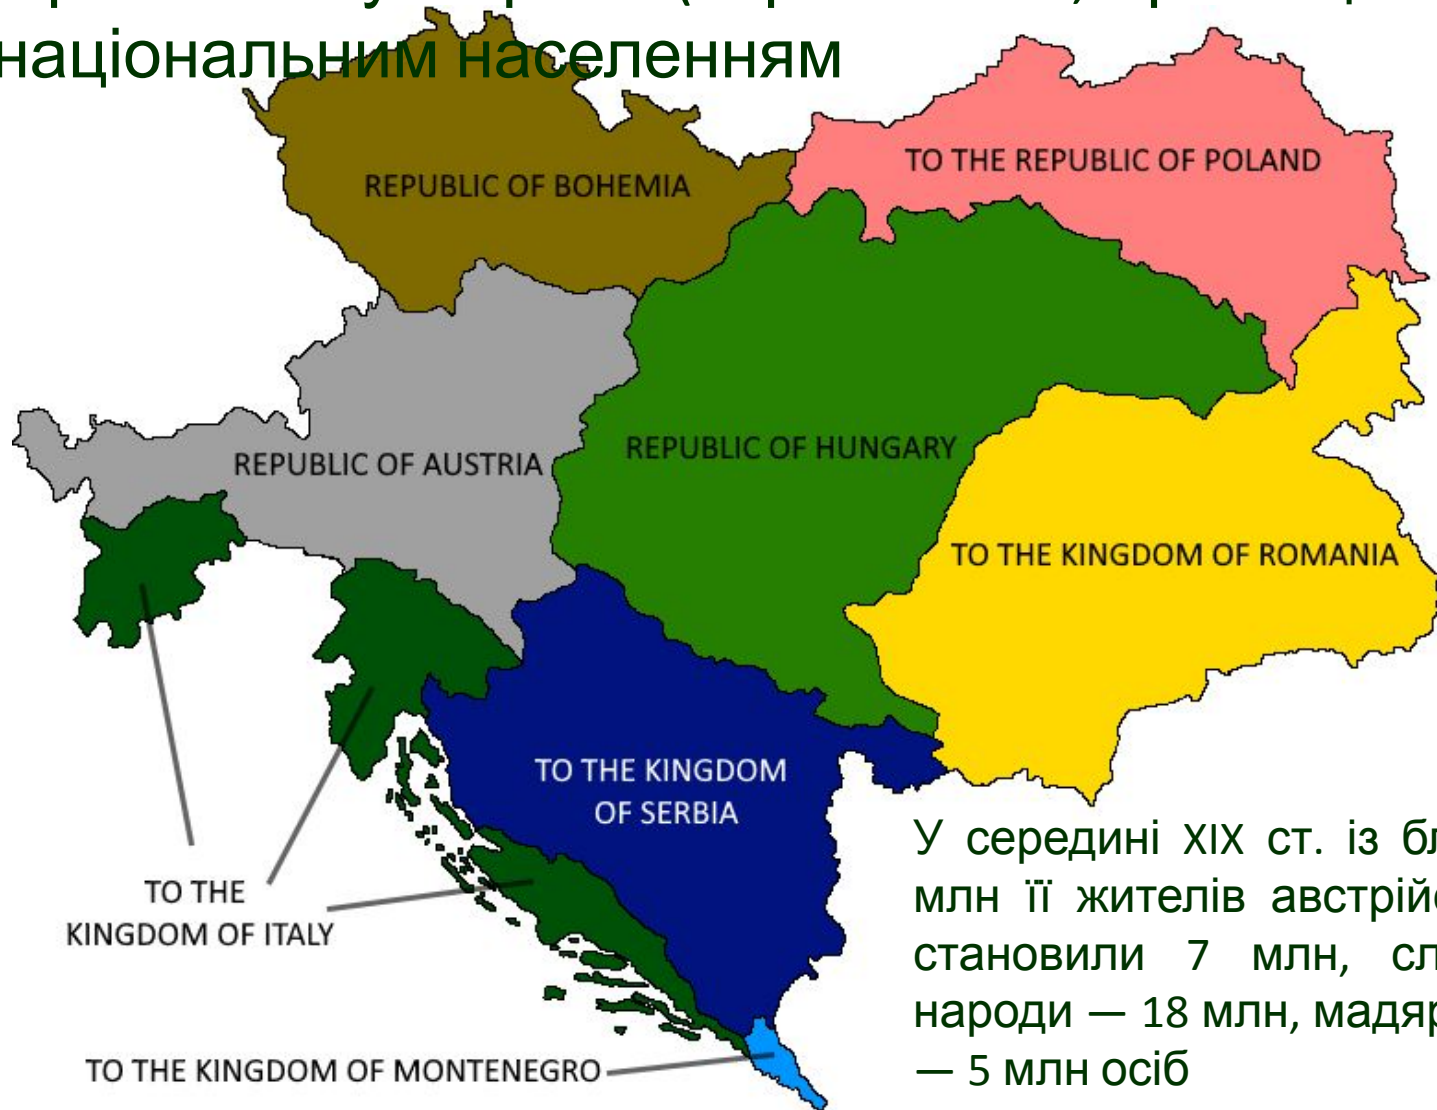 національним населенням
TO THE REPUBLIC OF POLAND
REPUBLIC OF BOHEMIA
REPUBLIC OF HUNGARY
REPUBLIC OF AUSTRIA
TO THE KINGDOM OF ROMANIA
TO THE KINGDOM
OF SERBIA
TO THE
KINGDOM OF ITALY
TO THE KINGDOM OF MONTENEGRO
У середині XIX ст. із
млн її жителів
становили 7 млн,
народи — 18 млн,
— 5 млн осіб